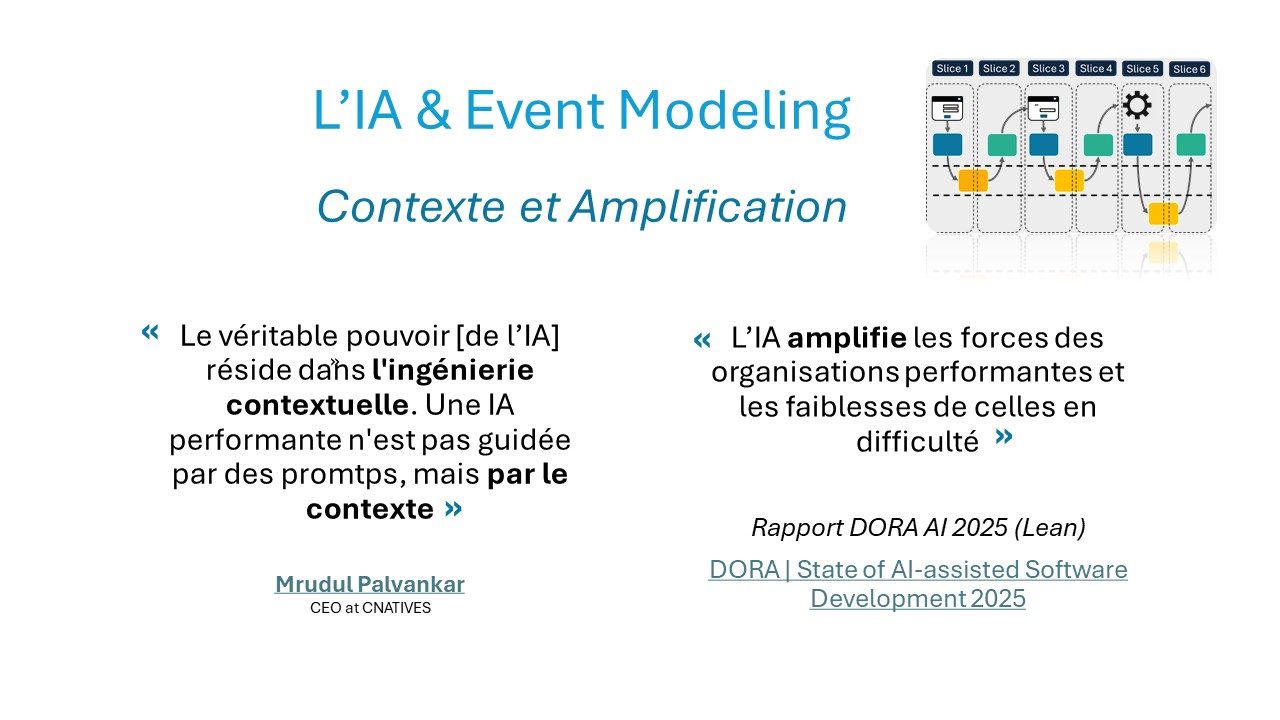 L'IA & Event Modeling
Contexte et Amplification
Slice 1 Slice 2 Slice 3 Slice 4 Slice 5 Slice 6
« Le véritable pouvoir [de l'IA]
réside dans l'ingénierie
»
contextuelle. Une IA
performante n'est pas guidée
par des promtps, mais par le
contexte »
Mrudul Palvankar
CEO at CNATIVES
« L'IA amplifie les forces des
organisations performantes et
les faiblesses de celles en
difficulté »
Rapport DORA AI 2025 (Lean)
DORA | State of AI-assisted Software
Development 2025